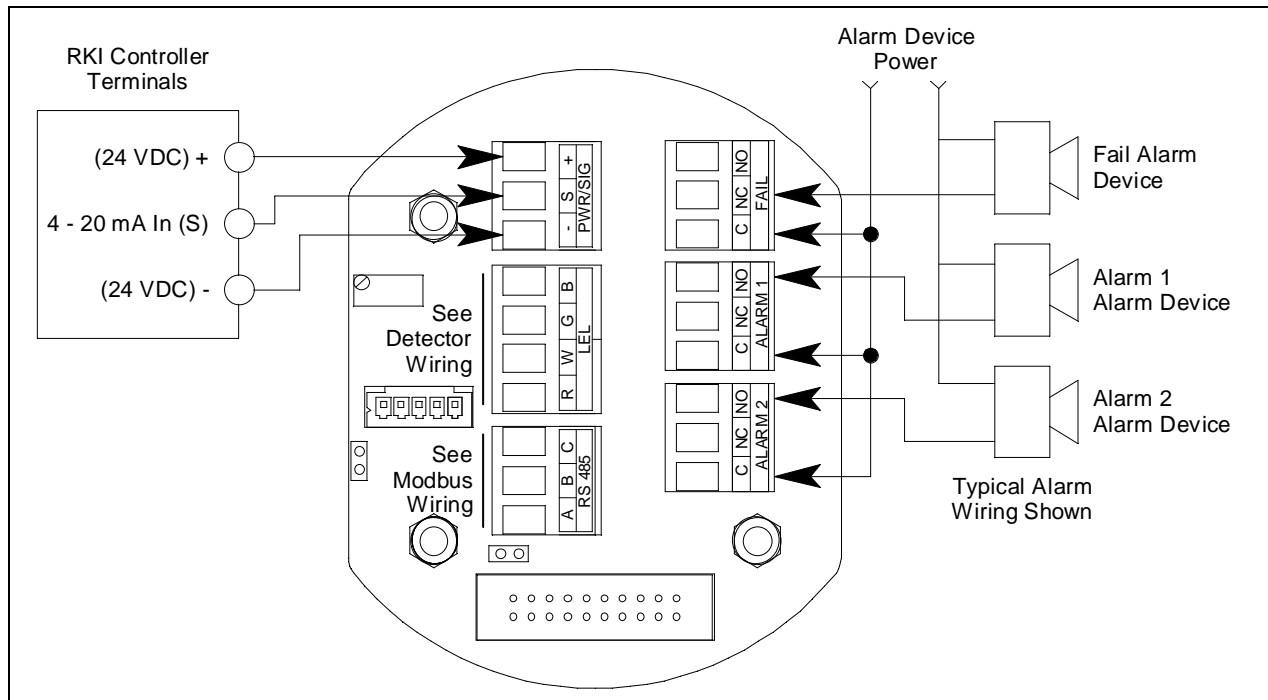 RKI Controller
Terminals
(24 VDC) +
4 - 20 mA In (S)
(24 VDC) -
- S +
PWR/SIG
See
Detector
Wiring
R W G B
LEL
See
Modbus
Wiring
A B C
RS 485
Alarm Device
Power
C NC NO
FAIL
C NC NO
ALARM 1
C NC NO
ALARM 2
Fail Alarm
Device
Alarm 1
Alarm Device
Alarm 2
Alarm Device
Typical Alarm
Wiring Shown